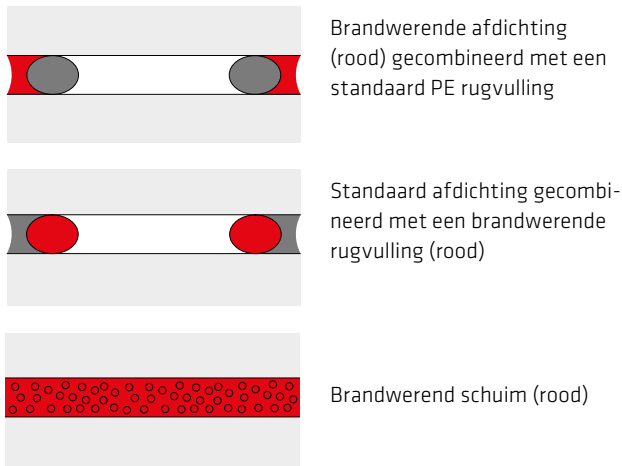 Brandwerende afdichting
(rood) gecombineerd met een
standaard PE rugvulling
Standaard afdichting gecombi-
neerd met een brandwerende
rugvulling (rood)
Brandwerend schuim (rood)